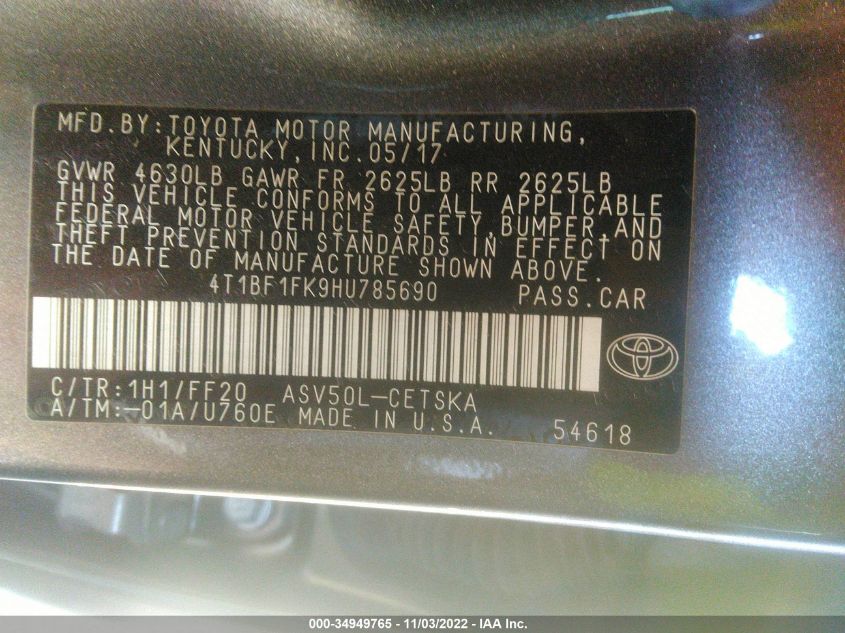 MFD.BY:TOYOTA MOTOR MANUFACTURING,
KENTUCKY,INC.05/17
GVWR 4630LB GAWR FR 2625LB RR 2625LB
THIS VEHICLE CONFORMS TO ALL APPLICABLE
FEDERAL MOTOR VEHICLE SAFETY,BUMPER,AND
THEFT PREVENTION STANDARDS IN EFFECT ON
THE DATE OF MANUFACTURE SHOWN ABOVE.
4T1BF1FK9HU785690 PASS.CAR
C/TR:1H1/FF20 ASV50L-CETSKA
A/TM:-01A/U760E MADE IN U.S.A. 54618
000-34949765 - 11/03/2022 - IAA Inc.